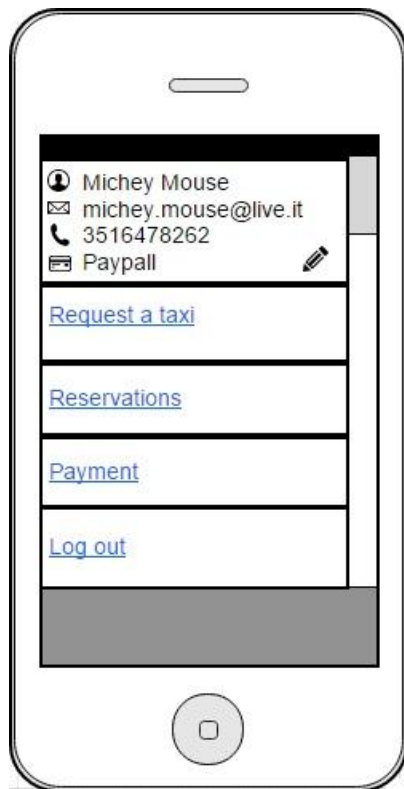 Michey Mouse
michey.mouse@live.it
3516478262
Paypall
Request a taxi
Reservations
Payment
Log out